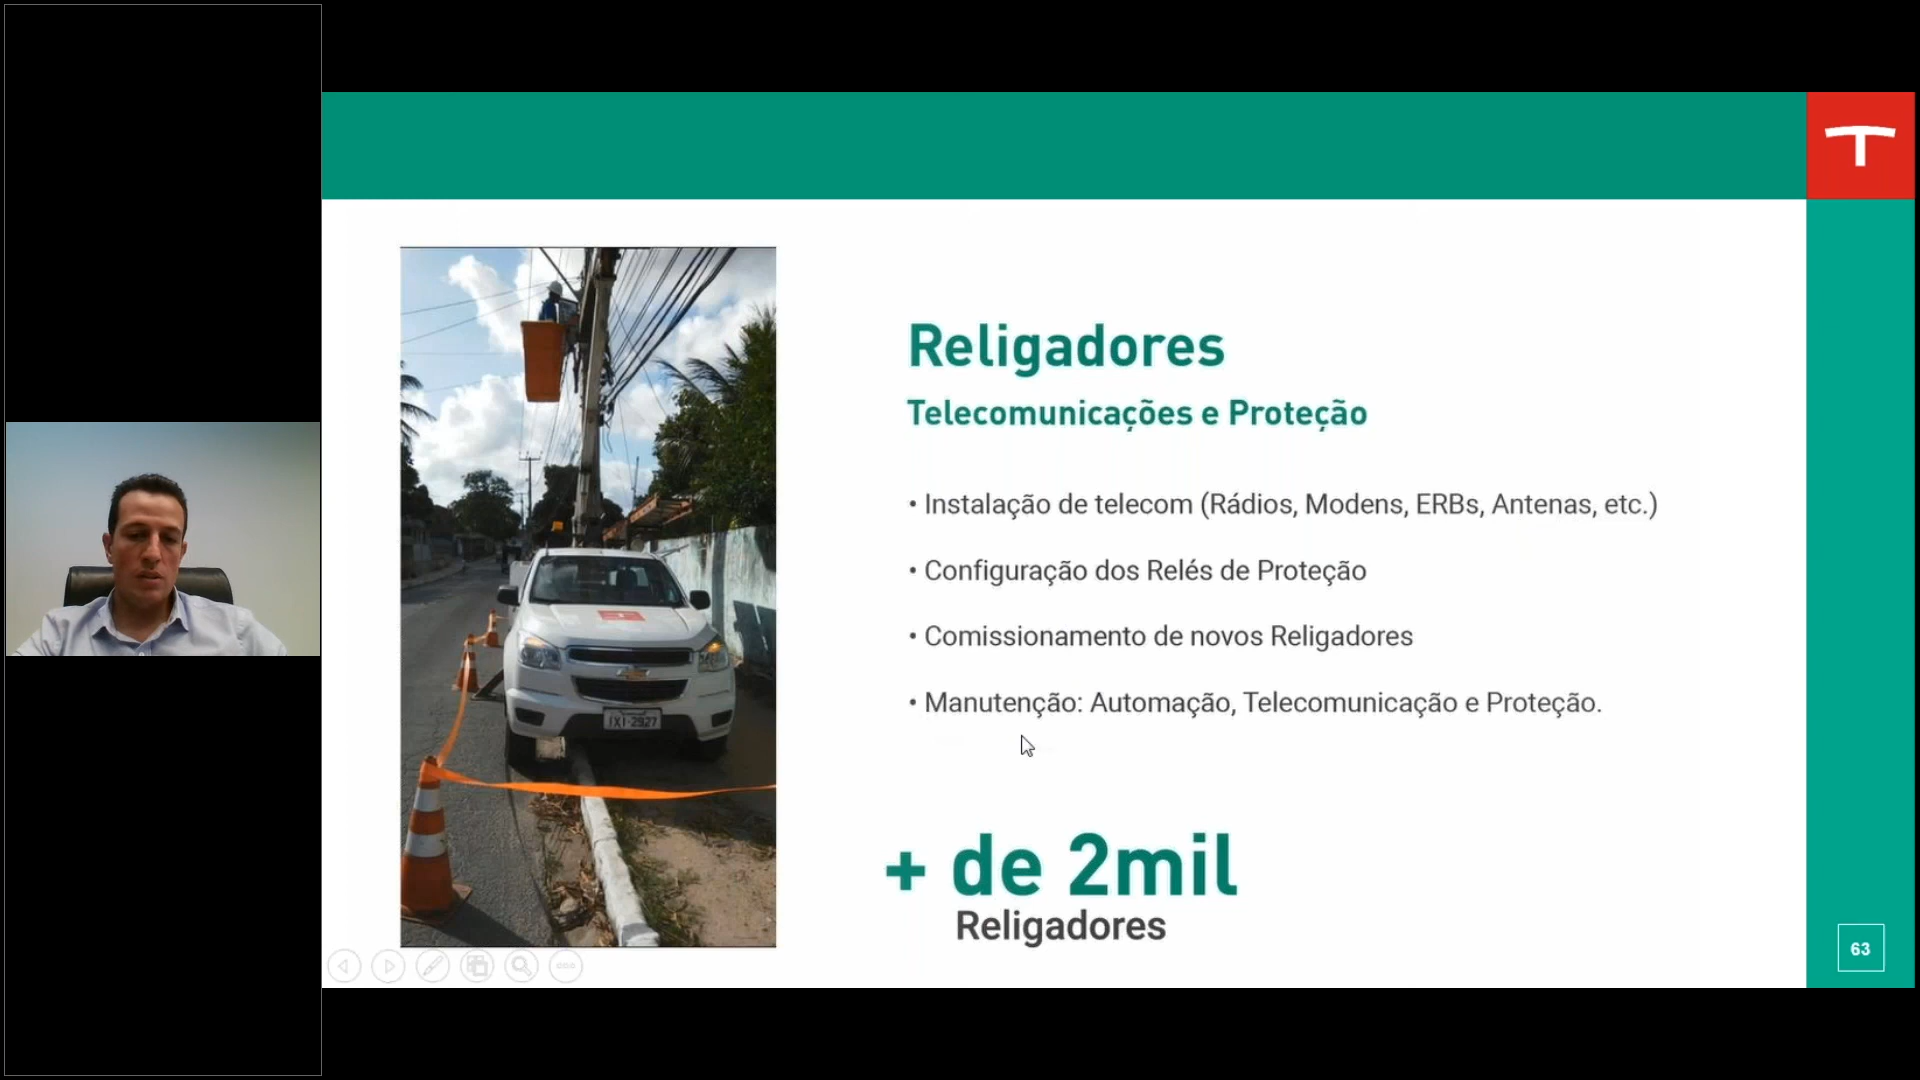 T
Religadores
Telecomunicações e Proteção
• Instalação de telecom (Rádios, Modens, ERBs, Antenas, etc.)
• Configuração dos Relés de Proteção
• Comissionamento de novos Religadores
• Manutenção: Automação, Telecomunicação e Proteção.
+ de 2mil
Religadores
IXI-2927
63